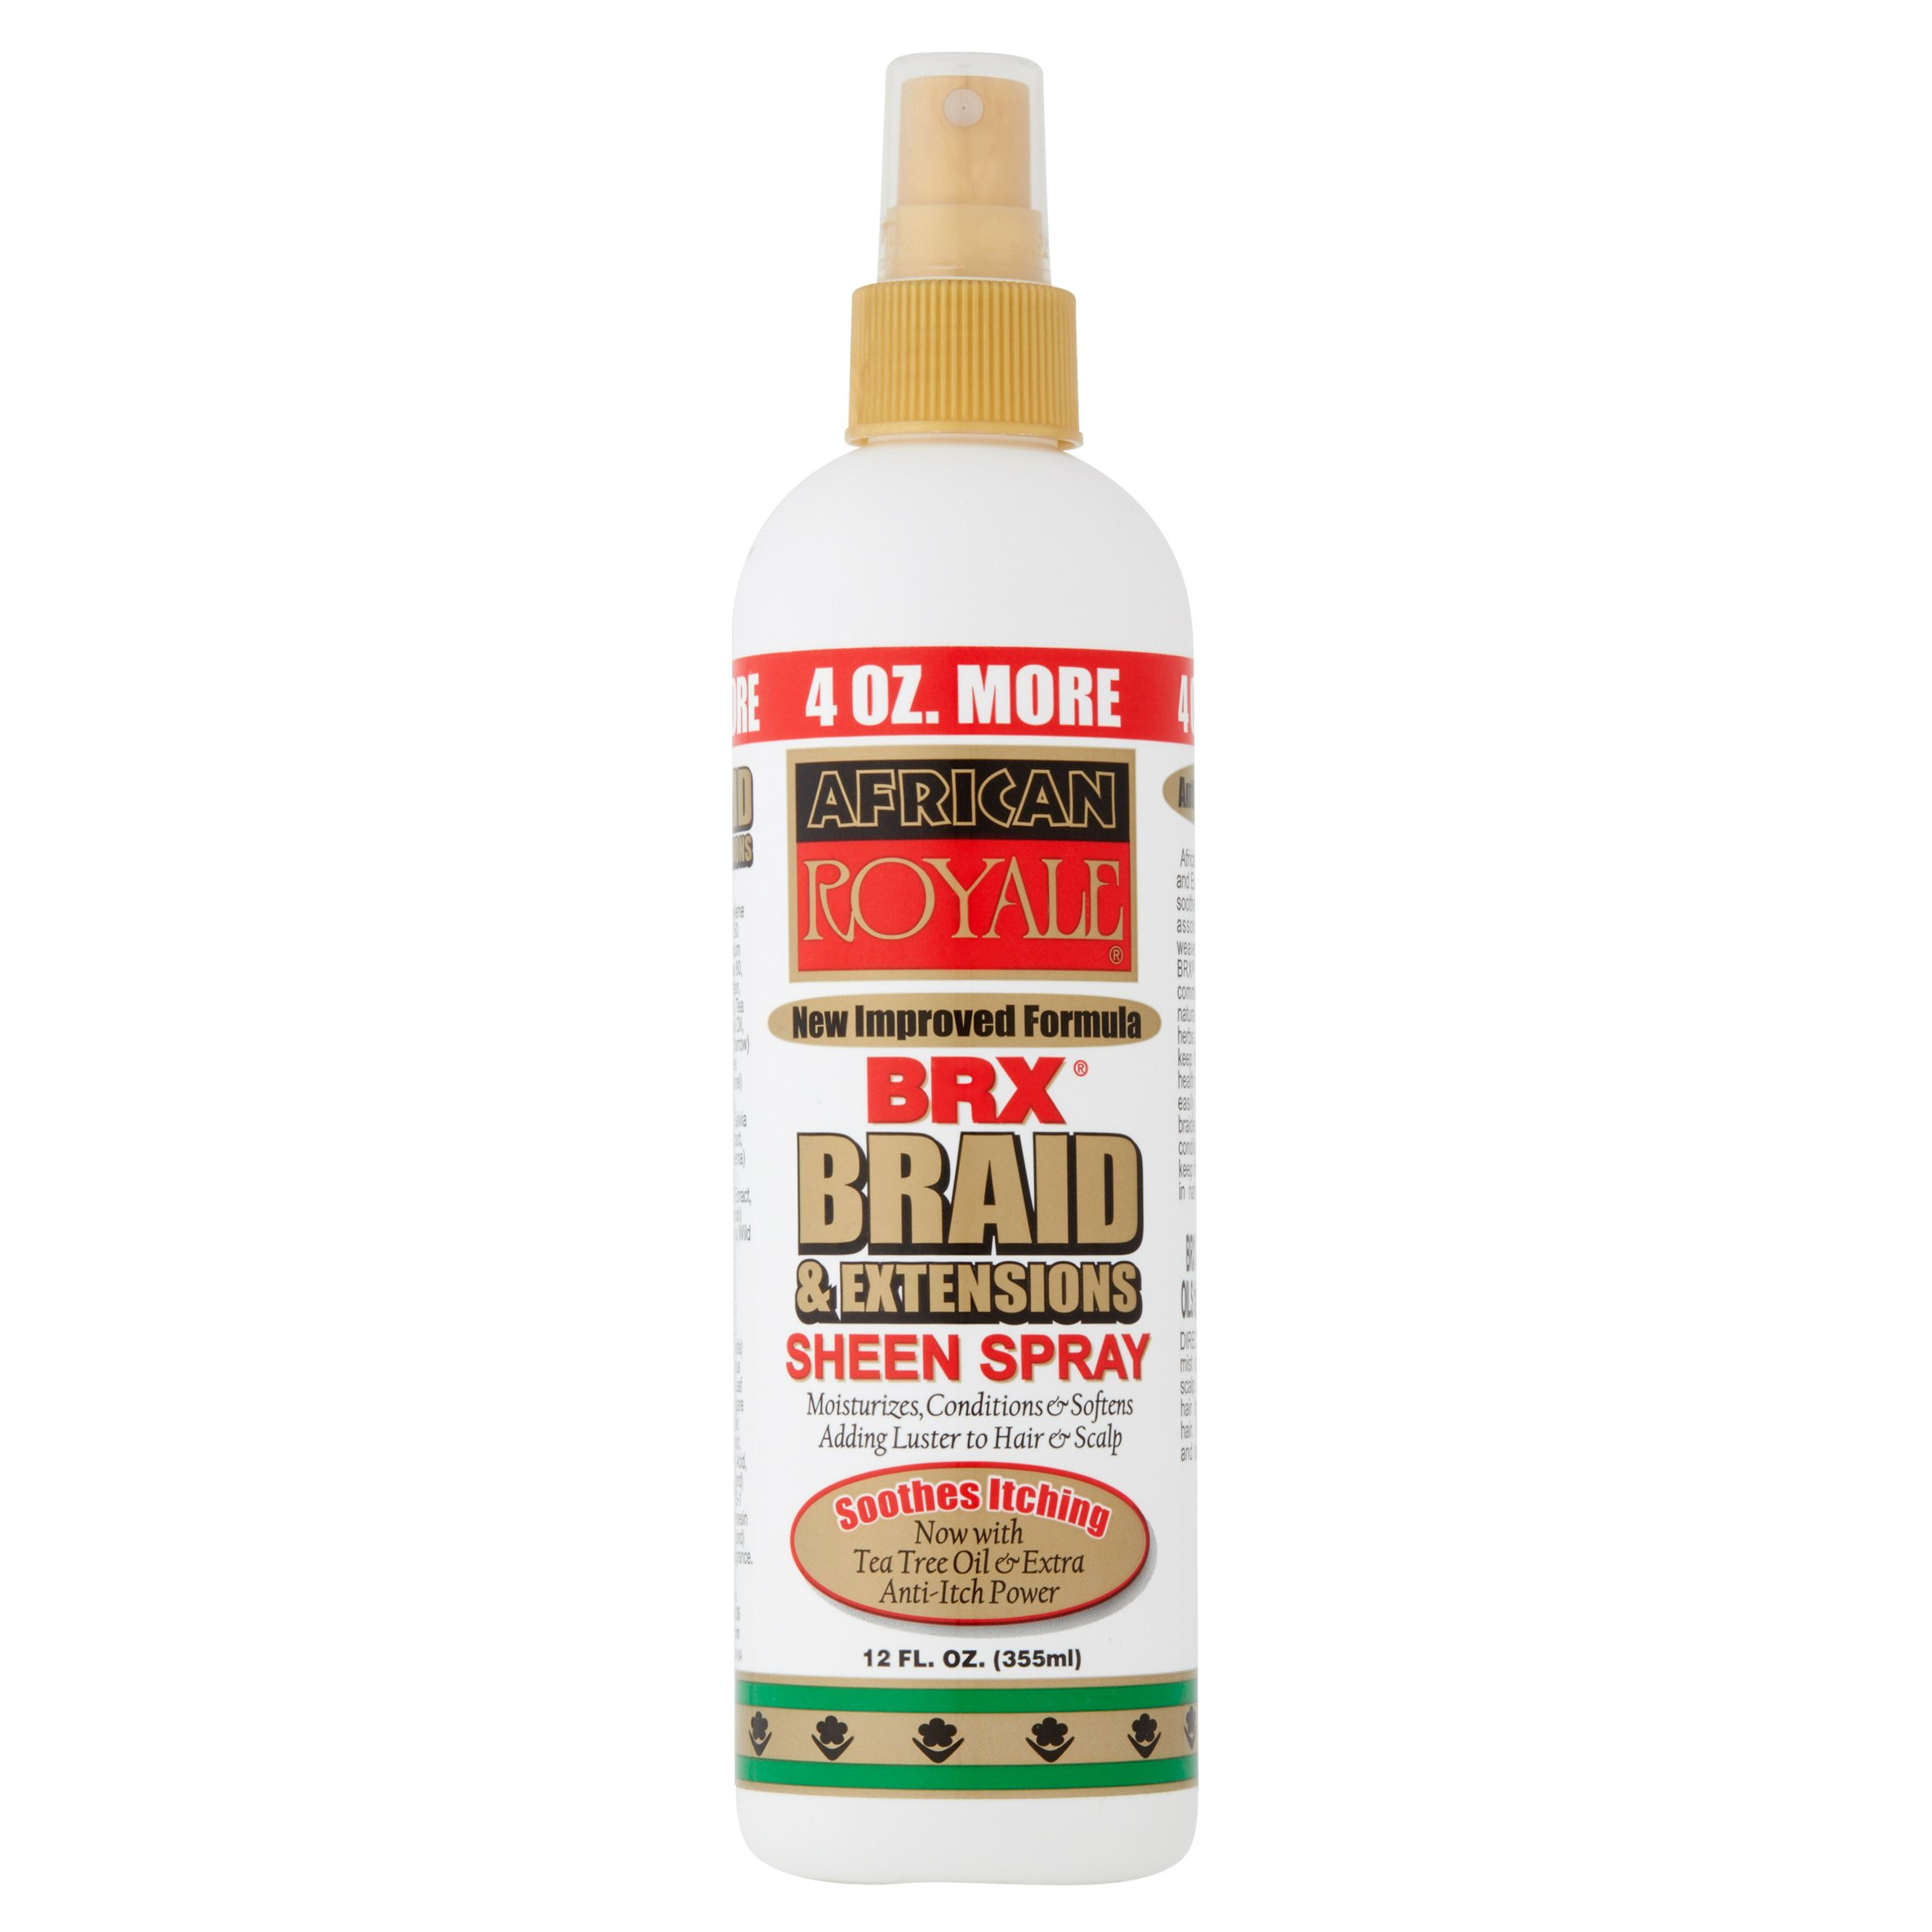 4 OZ. MORE
AFRICAN
ROYALE®
New Improved Formula
BRX®
BRAID
& EXTENSIONS
SHEEN SPRAY
Moisturizes, Conditions & Softens
Adding Luster to Hair & Scalp
Soothes Itching
Now with
Tea Tree Oil & Extra
Anti-Itch Power
12 FL. OZ. (355ml)